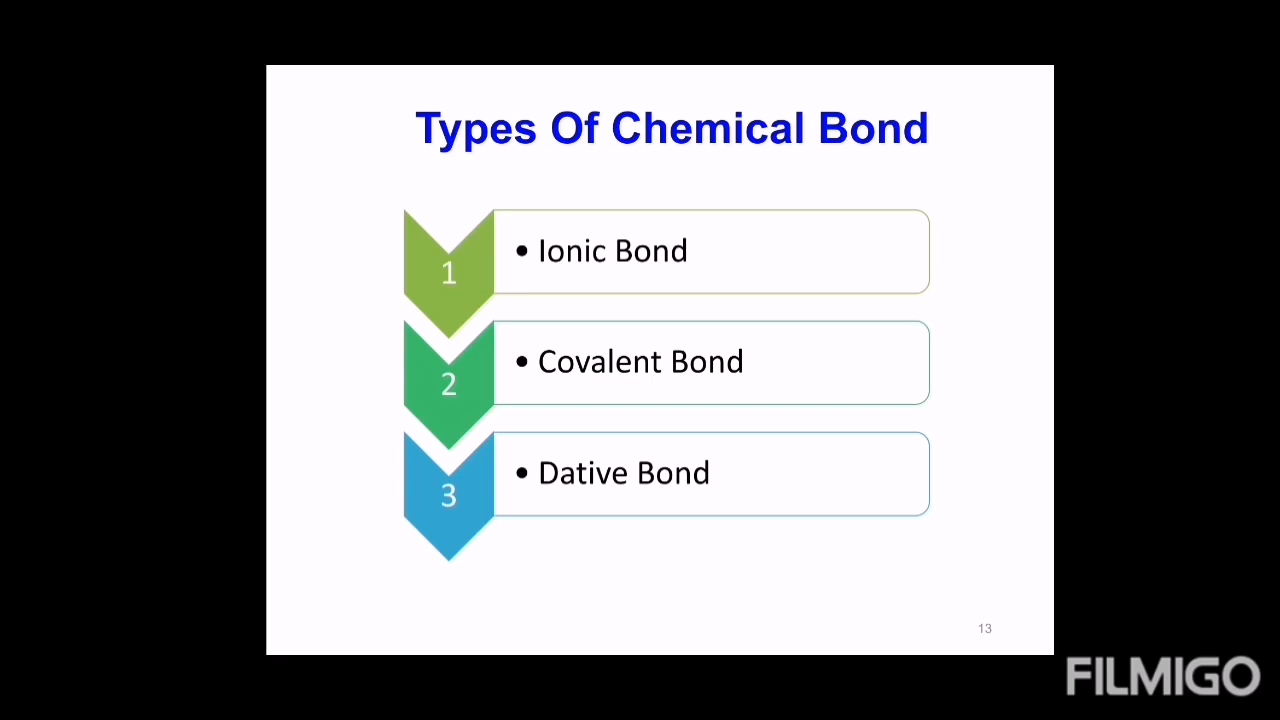 Types Of Chemical Bond
1
• Ionic Bond
2
• Covalent Bond
3
• Dative Bond
13
FILMIGO